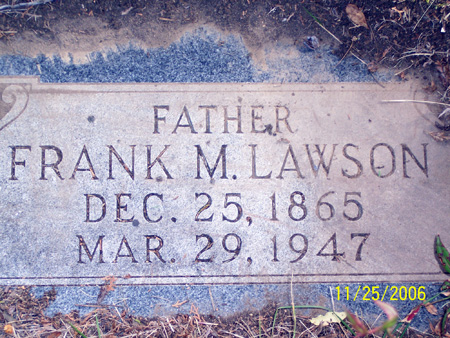 FATHER
FRANK M. LAWSON
DEC. 25, 1865
MAR. 29, 1947
11/25/2006